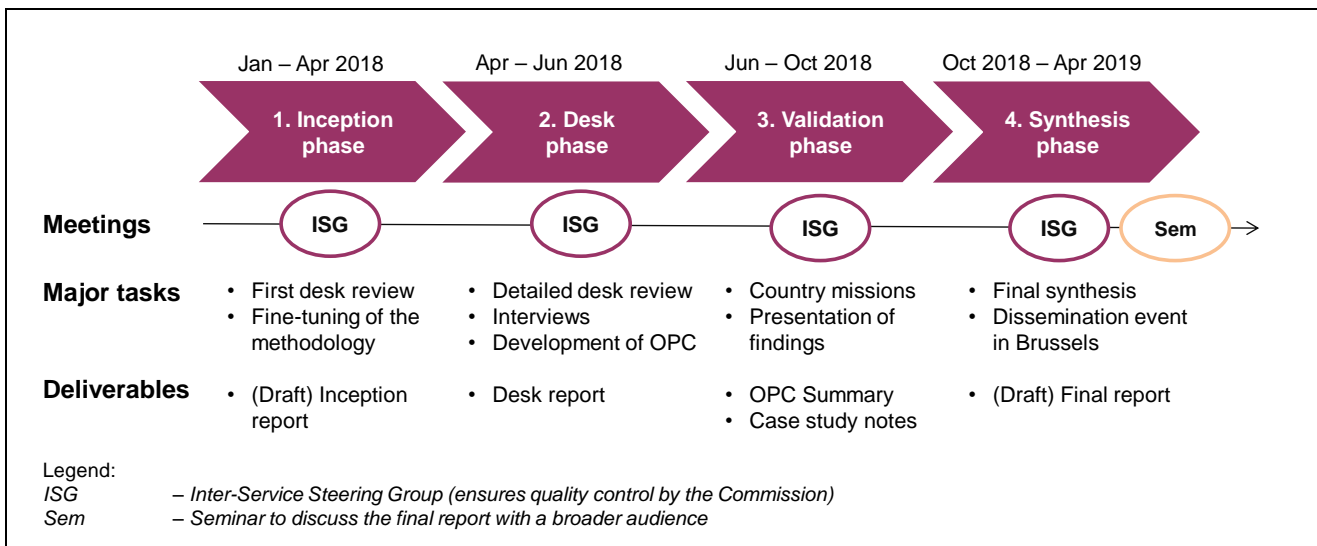 Jan – Apr 2018
Apr – Jun 2018
Jun – Oct 2018
Oct 2018 – Apr 2019
1. Inception
phase
2. Desk
phase
3. Validation
phase
4. Synthesis
phase
Meetings
ISG
ISG
ISG
ISG
Sem
Major tasks
• First desk review
• Fine-tuning of the
methodology
• Detailed desk review
• Interviews
• Development of OPC
• Country missions
• Presentation of
findings
• Final synthesis
• Dissemination event
in Brussels
Deliverables
• (Draft) Inception
report
• Desk report
• OPC Summary
• Case study notes
• (Draft) Final report
Legend:
ISG – Inter-Service Steering Group (ensures quality control by the Commission)
Sem – Seminar to discuss the final report with a broader audience